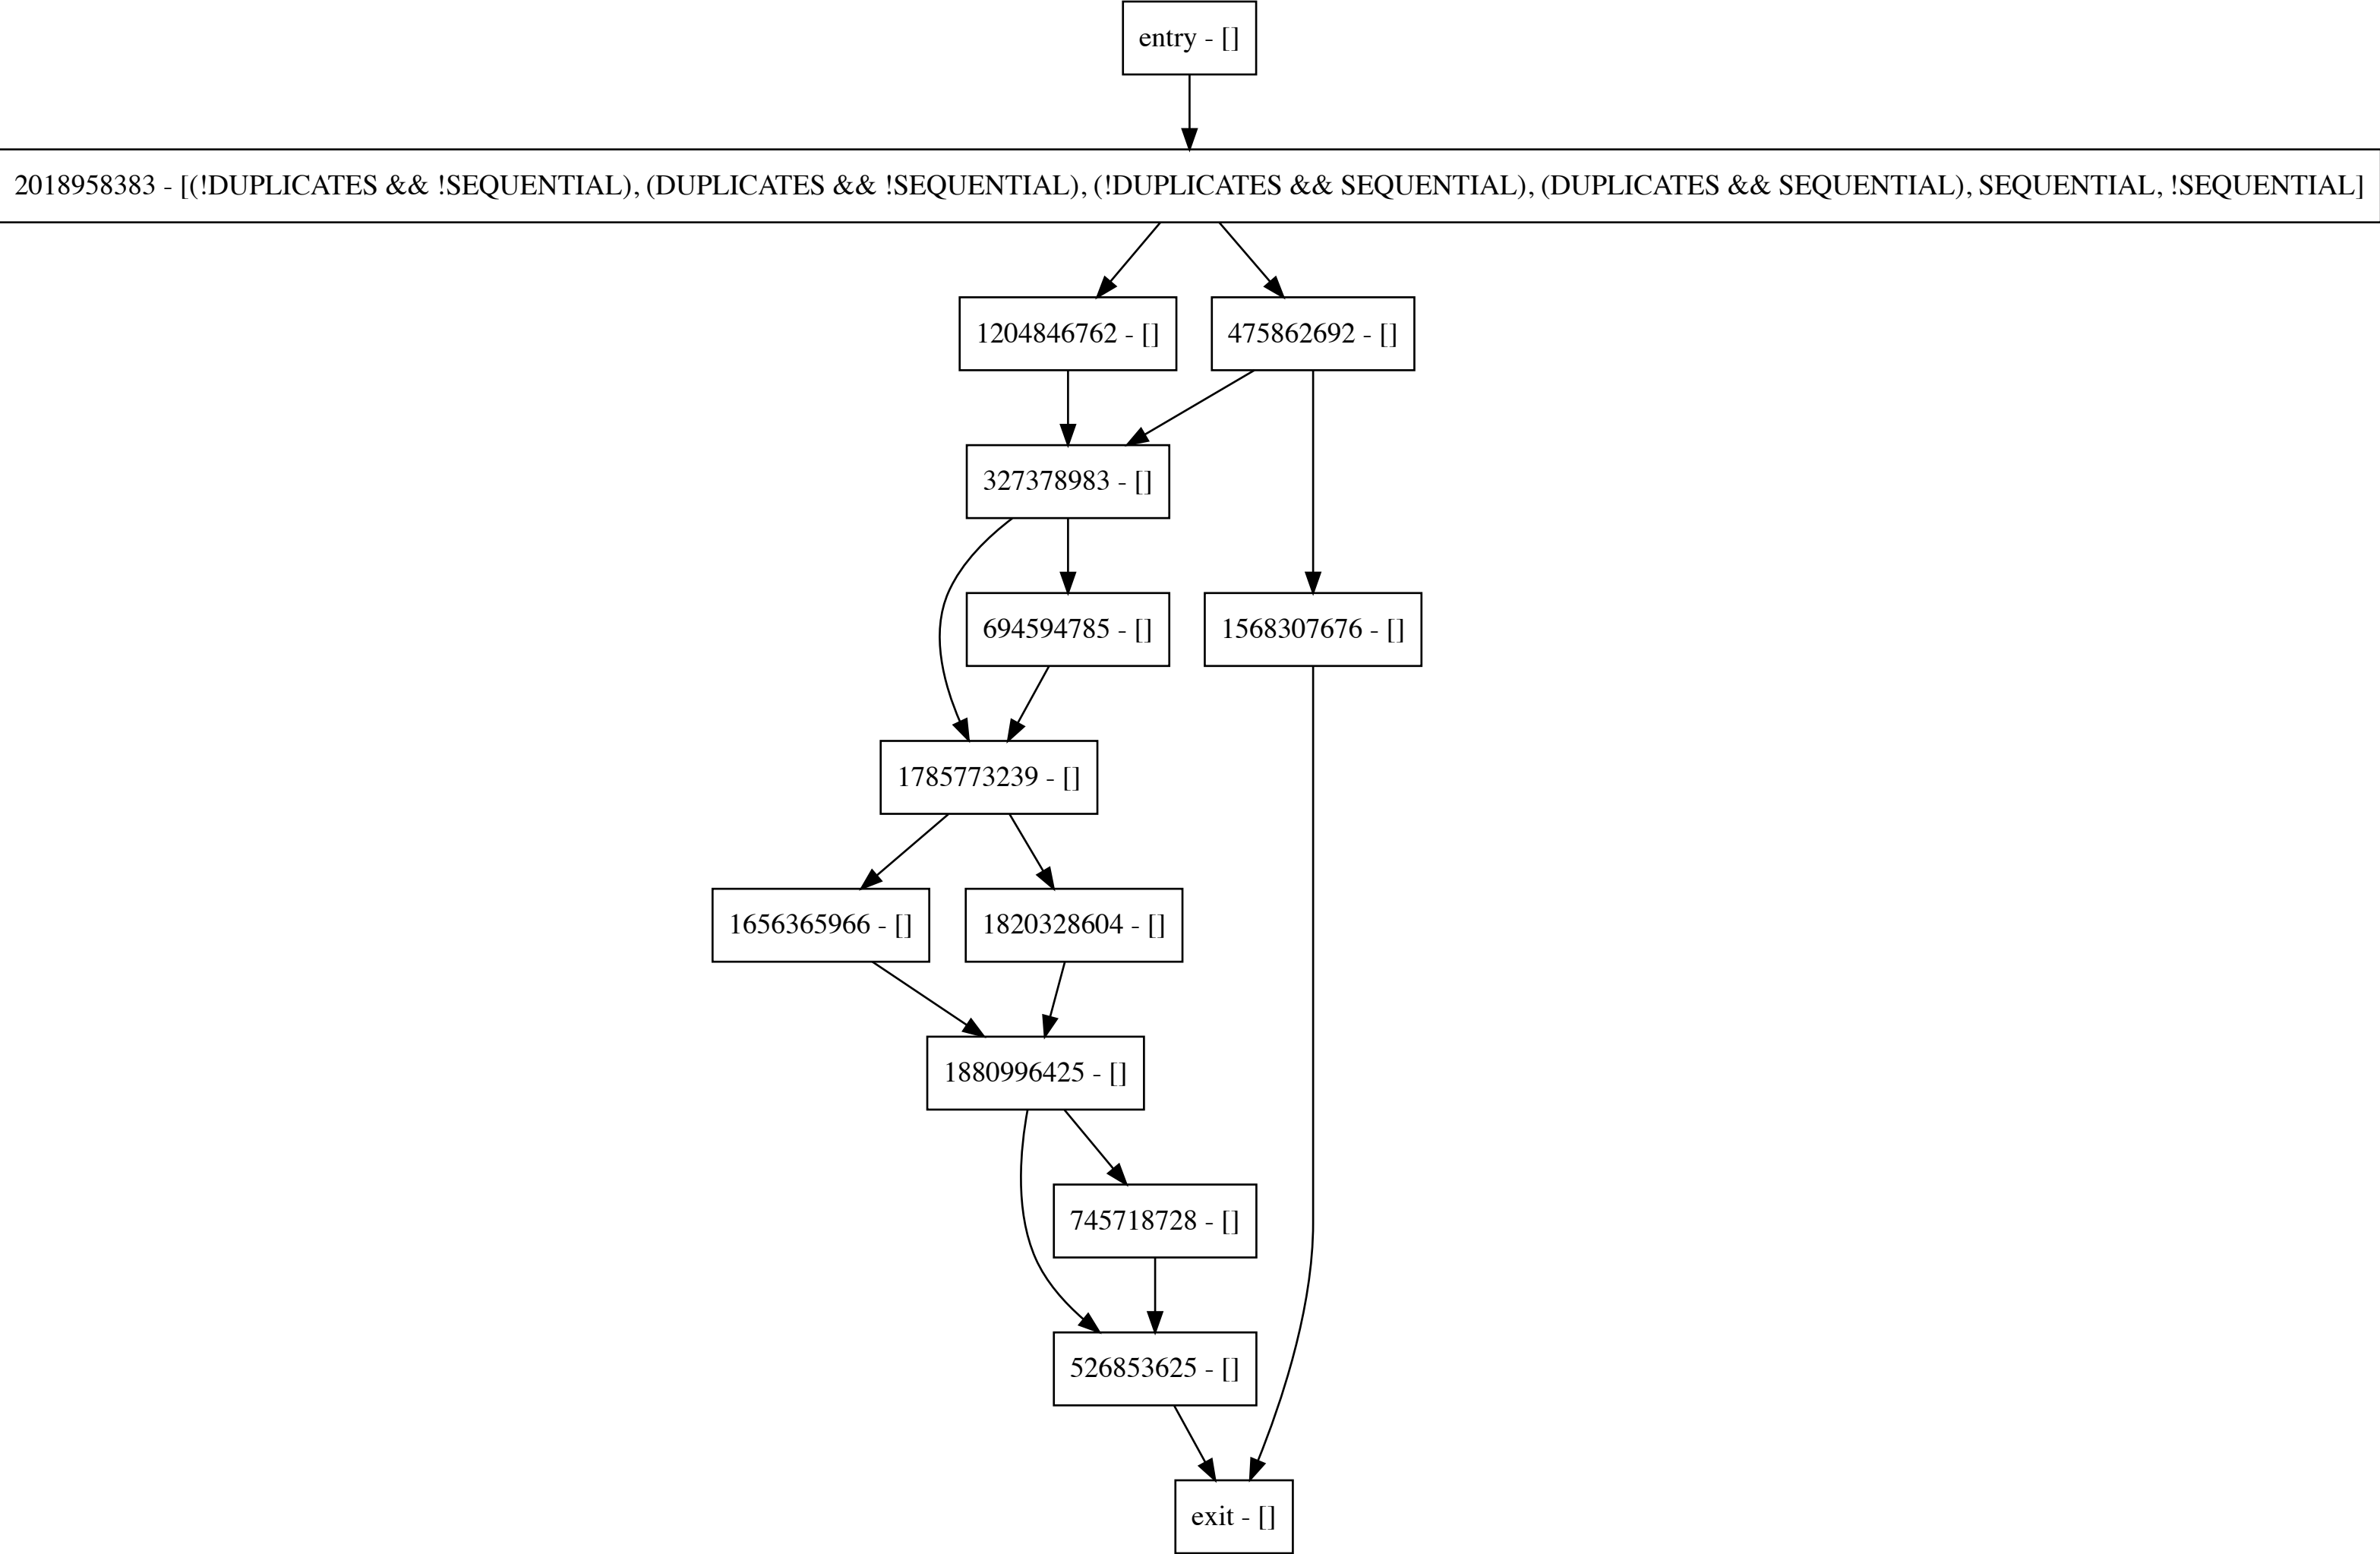 entry - []
2018958383 - [(!DUPLICATES && !SEQUENTIAL), (DUPLICATES && !SEQUENTIAL), (!DUPLICATES && SEQUENTIAL), (DUPLICATES && SEQUENTIAL), SEQUENTIAL, !SEQUENTIAL]
1204846762 - []
475862692 - []
327378983 - []
694594785 - []
1568307676 - []
1785773239 - []
1656365966 - []
1820328604 - []
1880996425 - []
745718728 - []
526853625 - []
exit - []